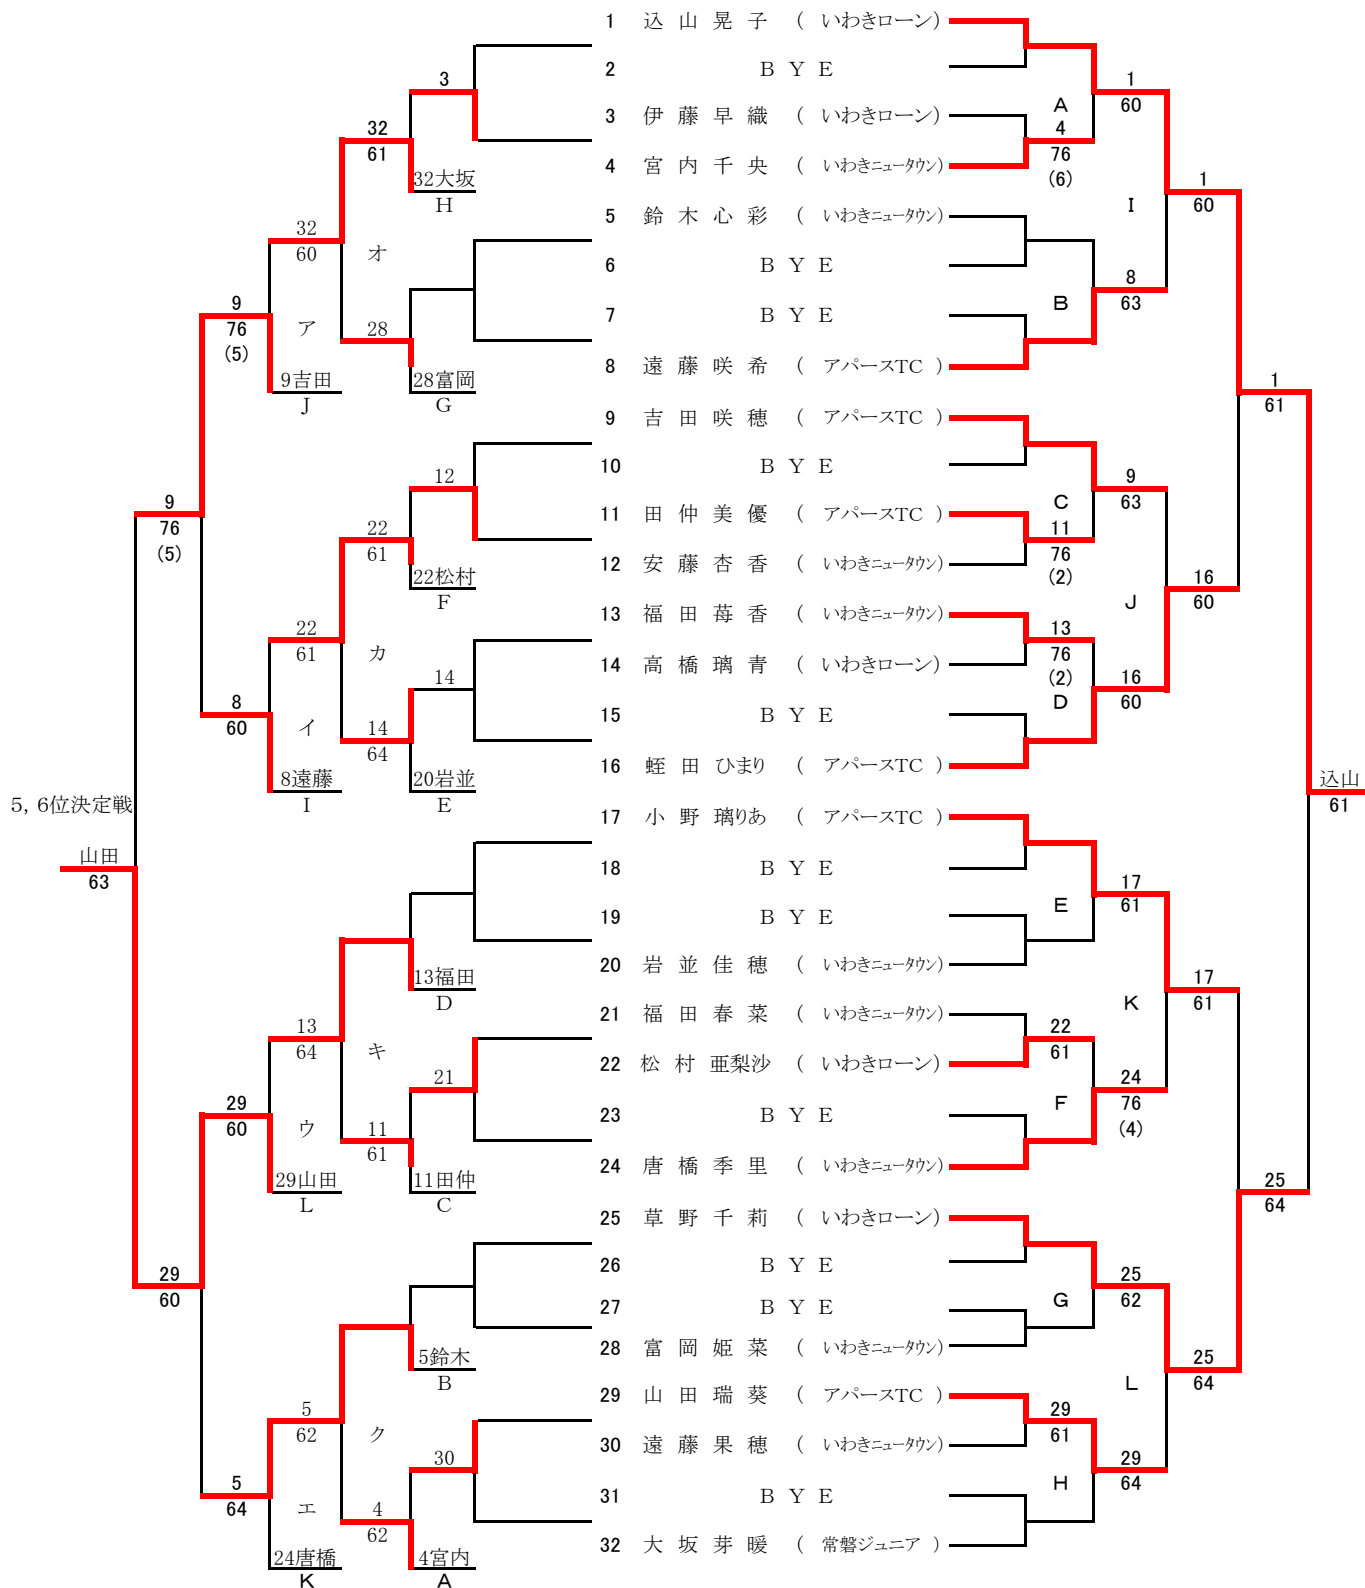 1 込 山 晃 子 ( いわきローン)
2 B Y E
3 伊 藤 早 織 ( いわきローン)
4 宮 内 千 央 ( いわきニュータウン)
5 鈴 木 心 彩 ( いわきニュータウン)
6 B Y E
7 B Y E
8 遠 藤 咲 希 ( アパースTC )
9 吉 田 咲 穂 ( アパースTC )
10 B Y E
11 田 仲 美 優 ( アパースTC )
12 安 藤 杏 香 ( いわきニュータウン)
13 福 田 苺 香 ( いわきニュータウン)
14 高 橋 璃 青 ( いわきローン)
15 B Y E
16 蛭 田 ひまり ( アパースTC )
17 小 野 璃りあ ( アパースTC )
18 B Y E
19 B Y E
20 岩 並 佳 穂 ( いわきニュータウン)
21 福 田 春 菜 ( いわきニュータウン)
22 松 村 亜梨沙 ( いわきローン)
23 B Y E
24 唐 橋 季 里 ( いわきニュータウン)
25 草 野 千 莉 ( いわきローン)
26 B Y E
27 B Y E
28 富 岡 姫 菜 ( いわきニュータウン)
29 山 田 瑞 葵 ( アパースTC )
30 遠 藤 果 穂 ( いわきニュータウン)
31 B Y E
32 大 坂 芽 暖 ( 常磐ジュニア )
A
4
76
(6)
B
C
11
76
(2)
13
76
(2)
D
E
22
61
F
G
29
61
H
1
60
8
63
9
63
16
60
17
61
24
76
(4)
25
62
29
64
I
J
K
L
1
60
16
60
17
61
25
64
1
61
25
64
込山
61
3
32
61
32大坂
H
32
60
オ
28
28富岡
G
9
76
(5)
ア
9吉田
J
12
22
61
22松村
F
22
61
カ
14
14
64
20岩並
E
8
60
イ
8遠藤
I
9
76
(5)
5, 6位決定戦
山田
63
13福田
D
13
64
キ
21
11
61
11田仲
C
29
60
ウ
29山田
L
29
60
5鈴木
B
5
62
ク
30
4
62
4宮内
A
5
64
エ
24唐橋
K